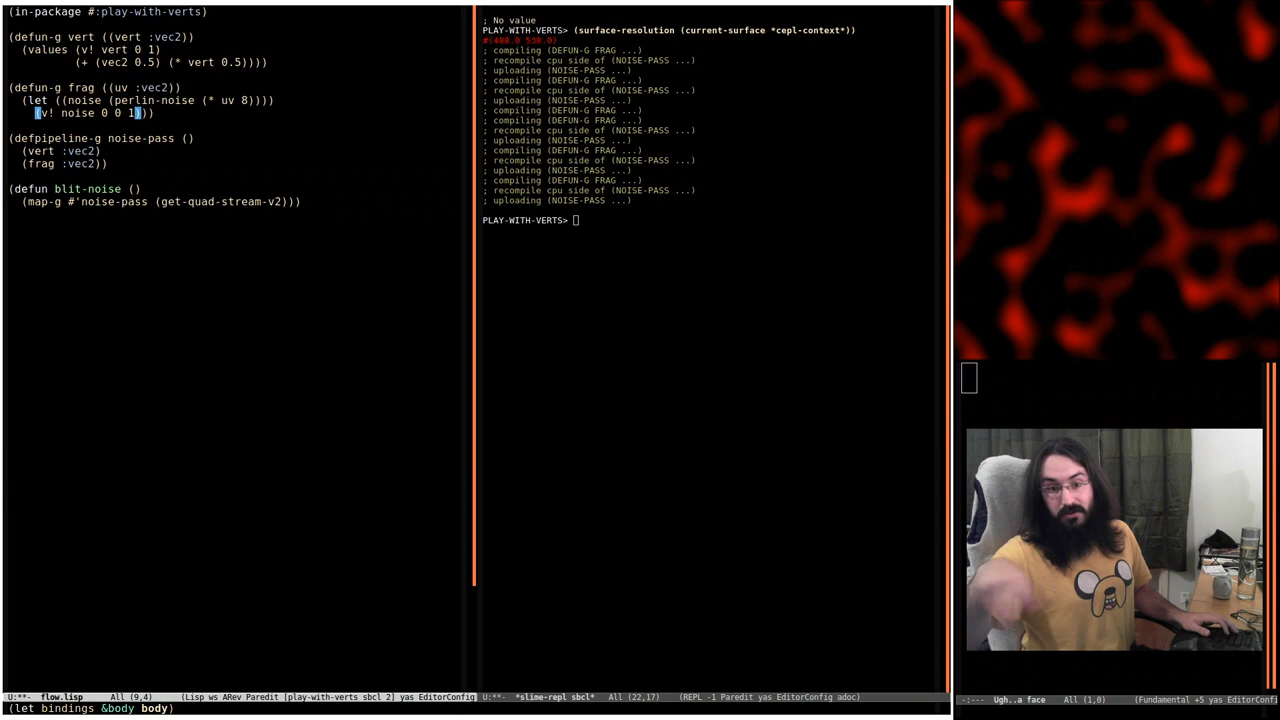 (in-package #:play-with-verts)
(defun-g vert ((vert :vec2))
(values (v! vert 0 1)
(+ (vec2 0.5) (* vert 0.5))))
(defun-g frag ((uv :vec2))
(let ((noise (perlin-noise (* uv 8))))
(v! noise 0 0 1)))
(defpipeline-g noise-pass ()
(vert :vec2)
(frag :vec2))
(defun blit-noise ()
(map-g #'noise-pass (get-quad-stream-v2)))
U:**- flow.lisp All (9,4) (Lisp ws ARev Paredit [play-with-verts sbcl 2] yas EditorConfig
(let bindings &body body)
; No value
PLAY-WITH-VERTS> (surface-resolution (current-surface *cepl-context*))
#(480.0 530.0)
; compiling (DEFUN-G FRAG ...)
; recompile cpu side of (NOISE-PASS ...)
; uploading (NOISE-PASS ...)
; compiling (DEFUN-G FRAG ...)
; recompile cpu side of (NOISE-PASS ...)
; uploading (NOISE-PASS ...)
; compiling (DEFUN-G FRAG ...)
; compiling (DEFUN-G FRAG ...)
; recompile cpu side of (NOISE-PASS ...)
; uploading (NOISE-PASS ...)
; compiling (DEFUN-G FRAG ...)
; recompile cpu side of (NOISE-PASS ...)
; uploading (NOISE-PASS ...)
; compiling (DEFUN-G FRAG ...)
; recompile cpu side of (NOISE-PASS ...)
; uploading (NOISE-PASS ...)
PLAY-WITH-VERTS>
U:**- *slime-repl sbcl* All (22,17) (REPL -1 Paredit yas EditorConfig adoc)
-:--- Ugh..a face All (1,0) (Fundamental +5 yas EditorConfi